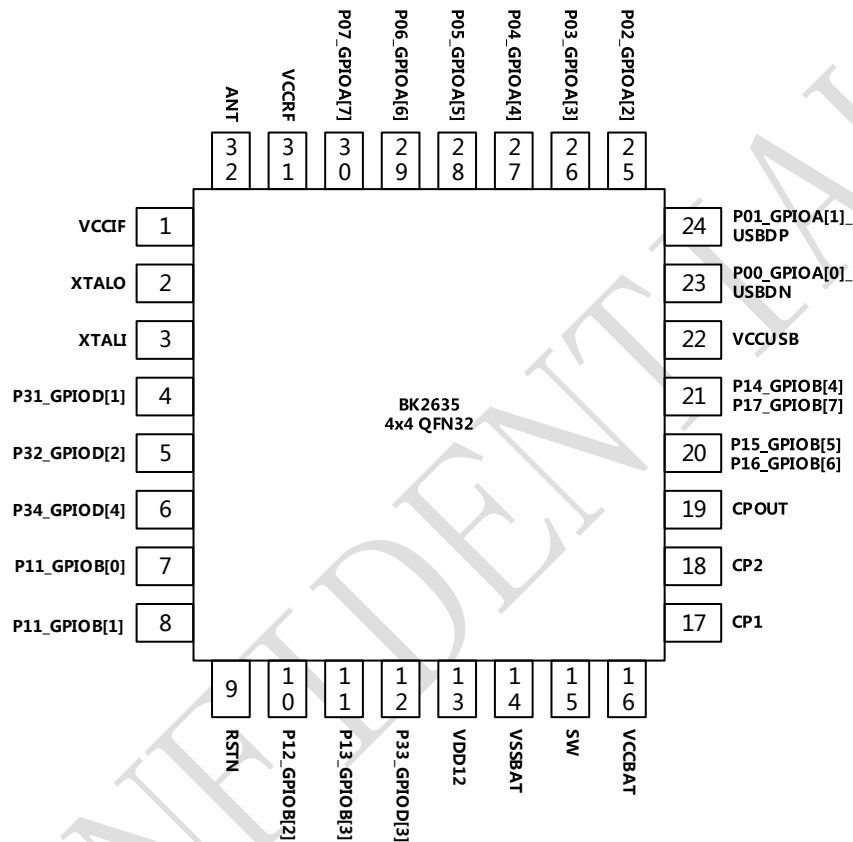 P07_GPIOA[7]
P06_GPIOA[6]
P05_GPIOA[5]
P04_GPIOA[4]
P03_GPIOA[3]
P02_GPIOA[2]
ANT
VCCRF
32
31
30
29
28
27
26
25
VCCIF 1
24 P01_GPIOA[1]_
USBDP
XTALO 2
23 P00_GPIOA[0]_
USBDN
XTALI 3
22 VCCUSB
P31_GPIOD[1] 4
21 P14_GPIOB[4]
P17_GPIOB[7]
BK2635
4x4 QFN32
P32_GPIOD[2] 5
20 P15_GPIOB[5]
P16_GPIOB[6]
P34_GPIOD[4] 6
19 CPOUT
P11_GPIOB[0] 7
18 CP2
P11_GPIOB[1] 8
17 CP1
9
10
11
12
13
14
15
16
RSTN
P12_GPIOB[2]
P13_GPIOB[3]
P33_GPIOD[3]
VDD12
VSSBAT
SW
VCCBAT